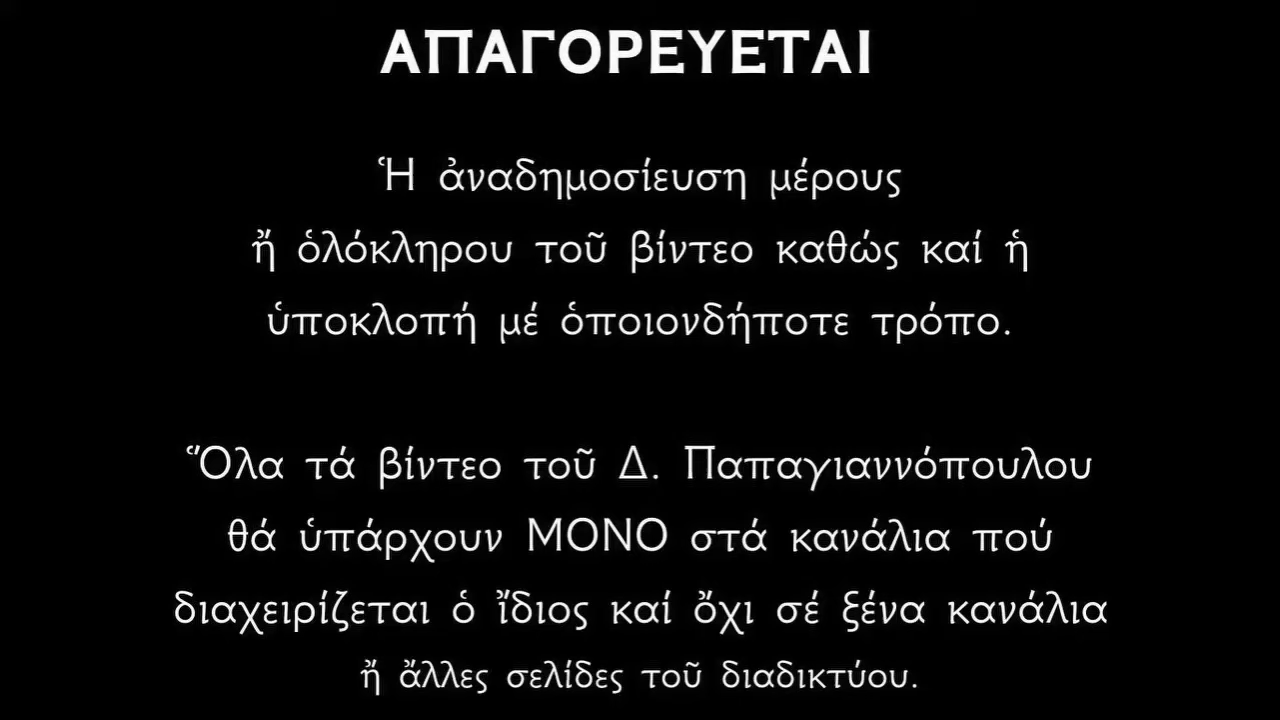 ΑΠΑΓΟΡΕΥΕΤΑΙ
Ἡ ἀναδημοσίευση μέρους
ἤ ὁλόκληρου τοῦ βίντεο καθώς καί ἡ
ὑποκλοπή μέ ὁποιονδήποτε τρόπο.
Ὅλα τά βίντεο τοῦ Δ. Παπαγιαννόπουλου
θά ὑπάρχουν ΜΟΝΟ στά κανάλια πού
διαχειρίζεται ὁ ἴδιος καί ὄχι σέ ξένα κανάλια
ἤ ἄλλες σελίδες τοῦ διαδικτύου.